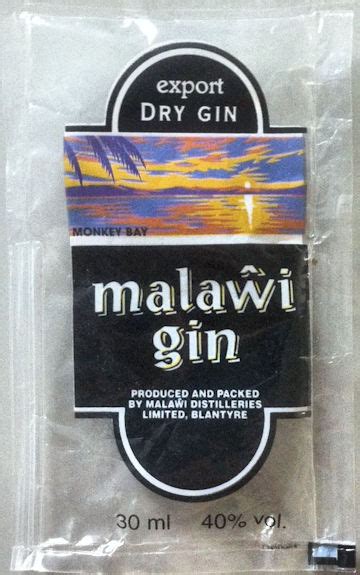 export
DRY GIN
MONKEY BAY
malaŵi
gin
PRODUCED AND PACKED
BY MALAŴI DISTILLERIES
LIMITED, BLANTYRE
30 ml 40% vol.